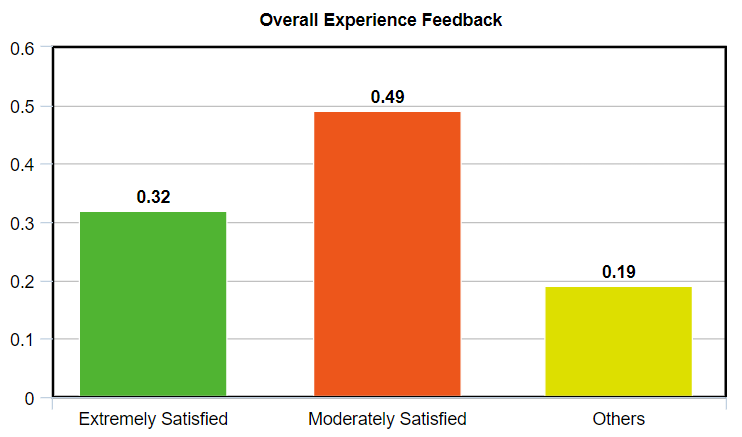 Overall Experience Feedback
0.6
0.5
0.4
0.3
0.2
0.1
0
0.32
0.49
0.19
Extremely Satisfied
Moderately Satisfied
Others